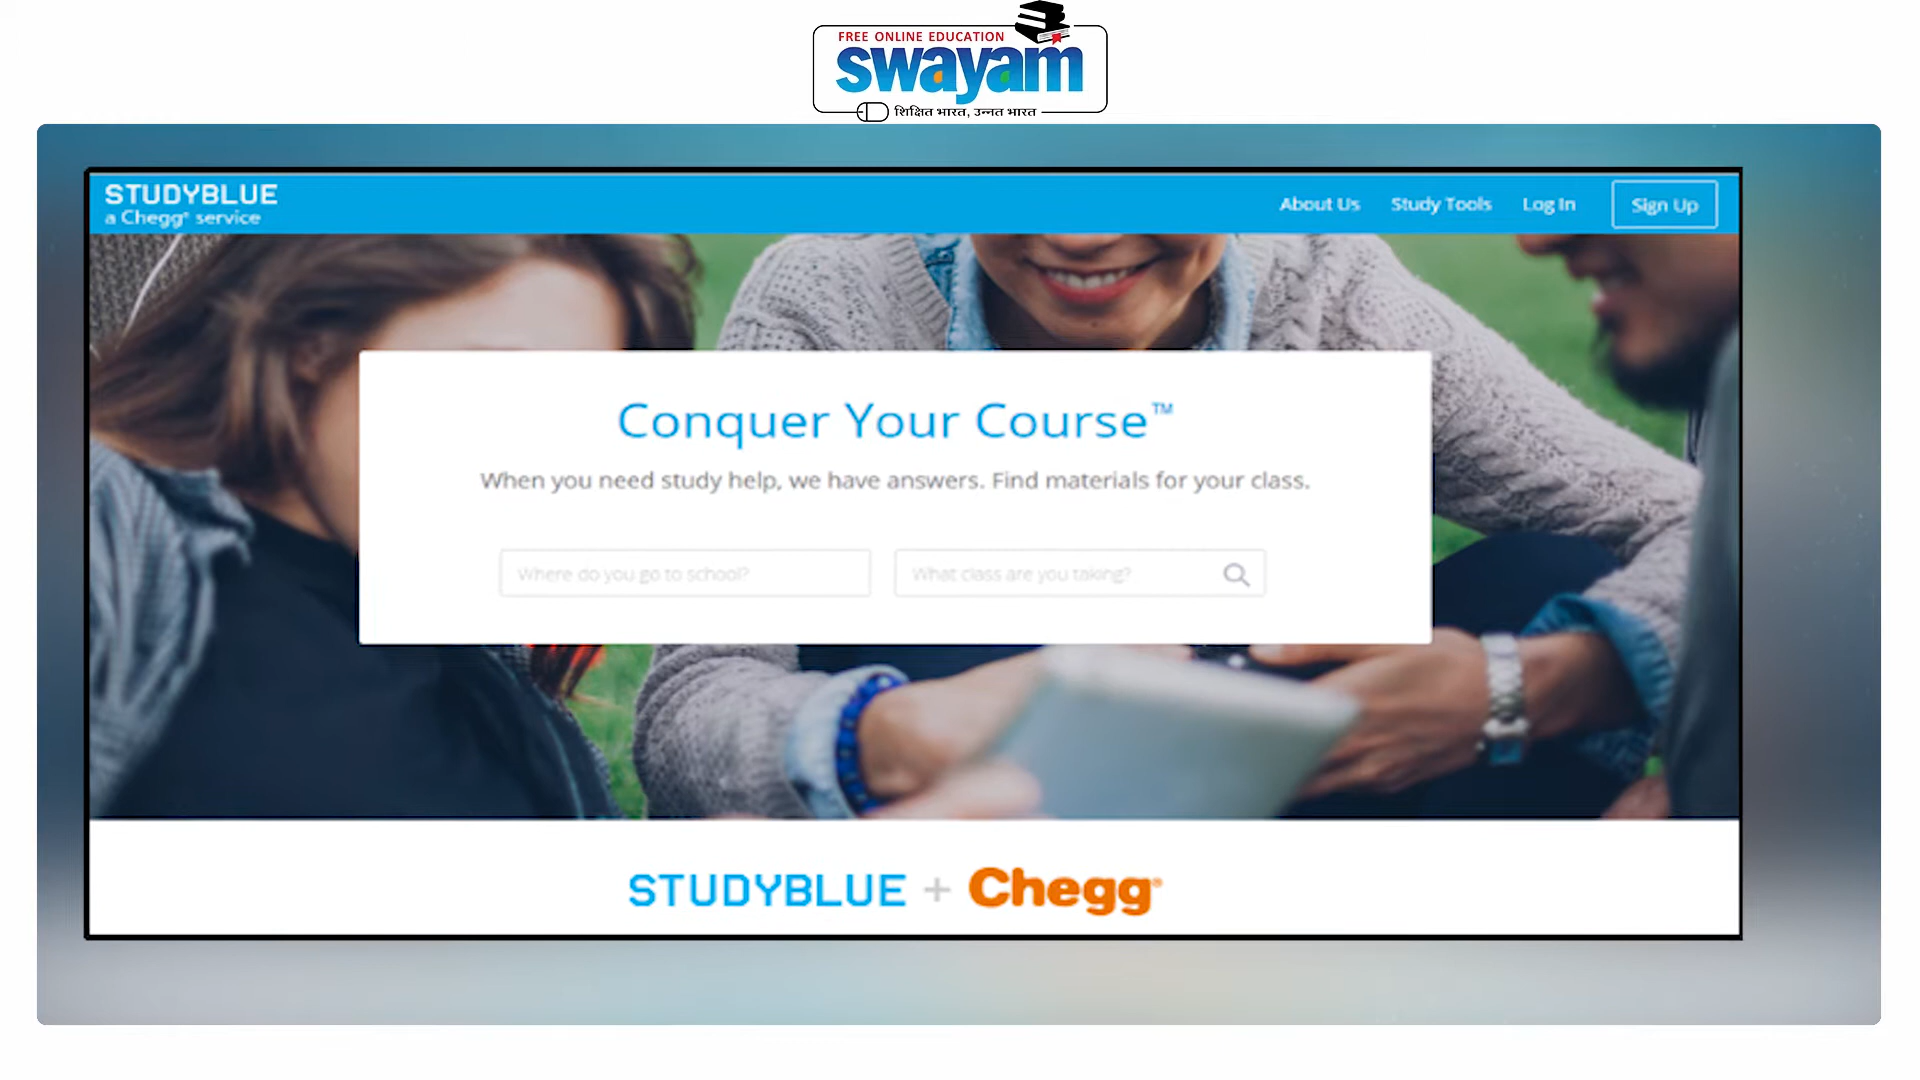 FREE ONLINE EDUCATION
swayam
शिक्षित भारत, उन्नत भारत
STUDYBLUE
a Chegg® service
About Us Study Tools Log In Sign Up
Conquer Your Course™
When you need study help, we have answers. Find materials for your class.
Where do you go to school? What class are you taking?
STUDYBLUE + Chegg®